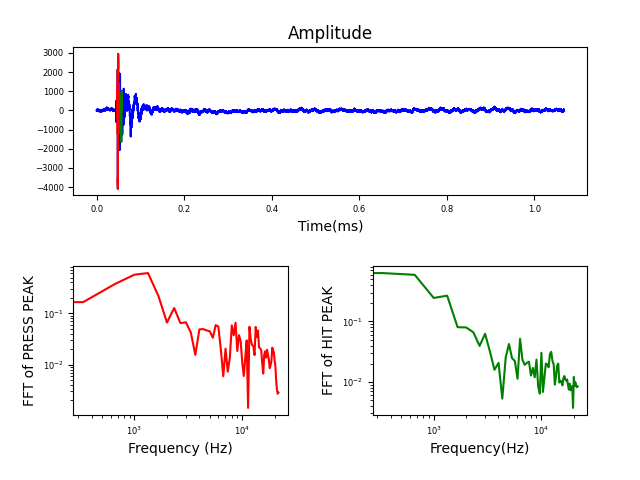 Amplitude
3000
2000
1000
0
−1000
−2000
−3000
−4000
0.0 0.2 0.4 0.6 0.8 1.0
Time(ms)
FFT of PRESS PEAK
10⁻¹
10⁻²
10³ 10⁴
Frequency (Hz)
FFT of HIT PEAK
10⁻¹
10⁻²
10³ 10⁴
Frequency(Hz)